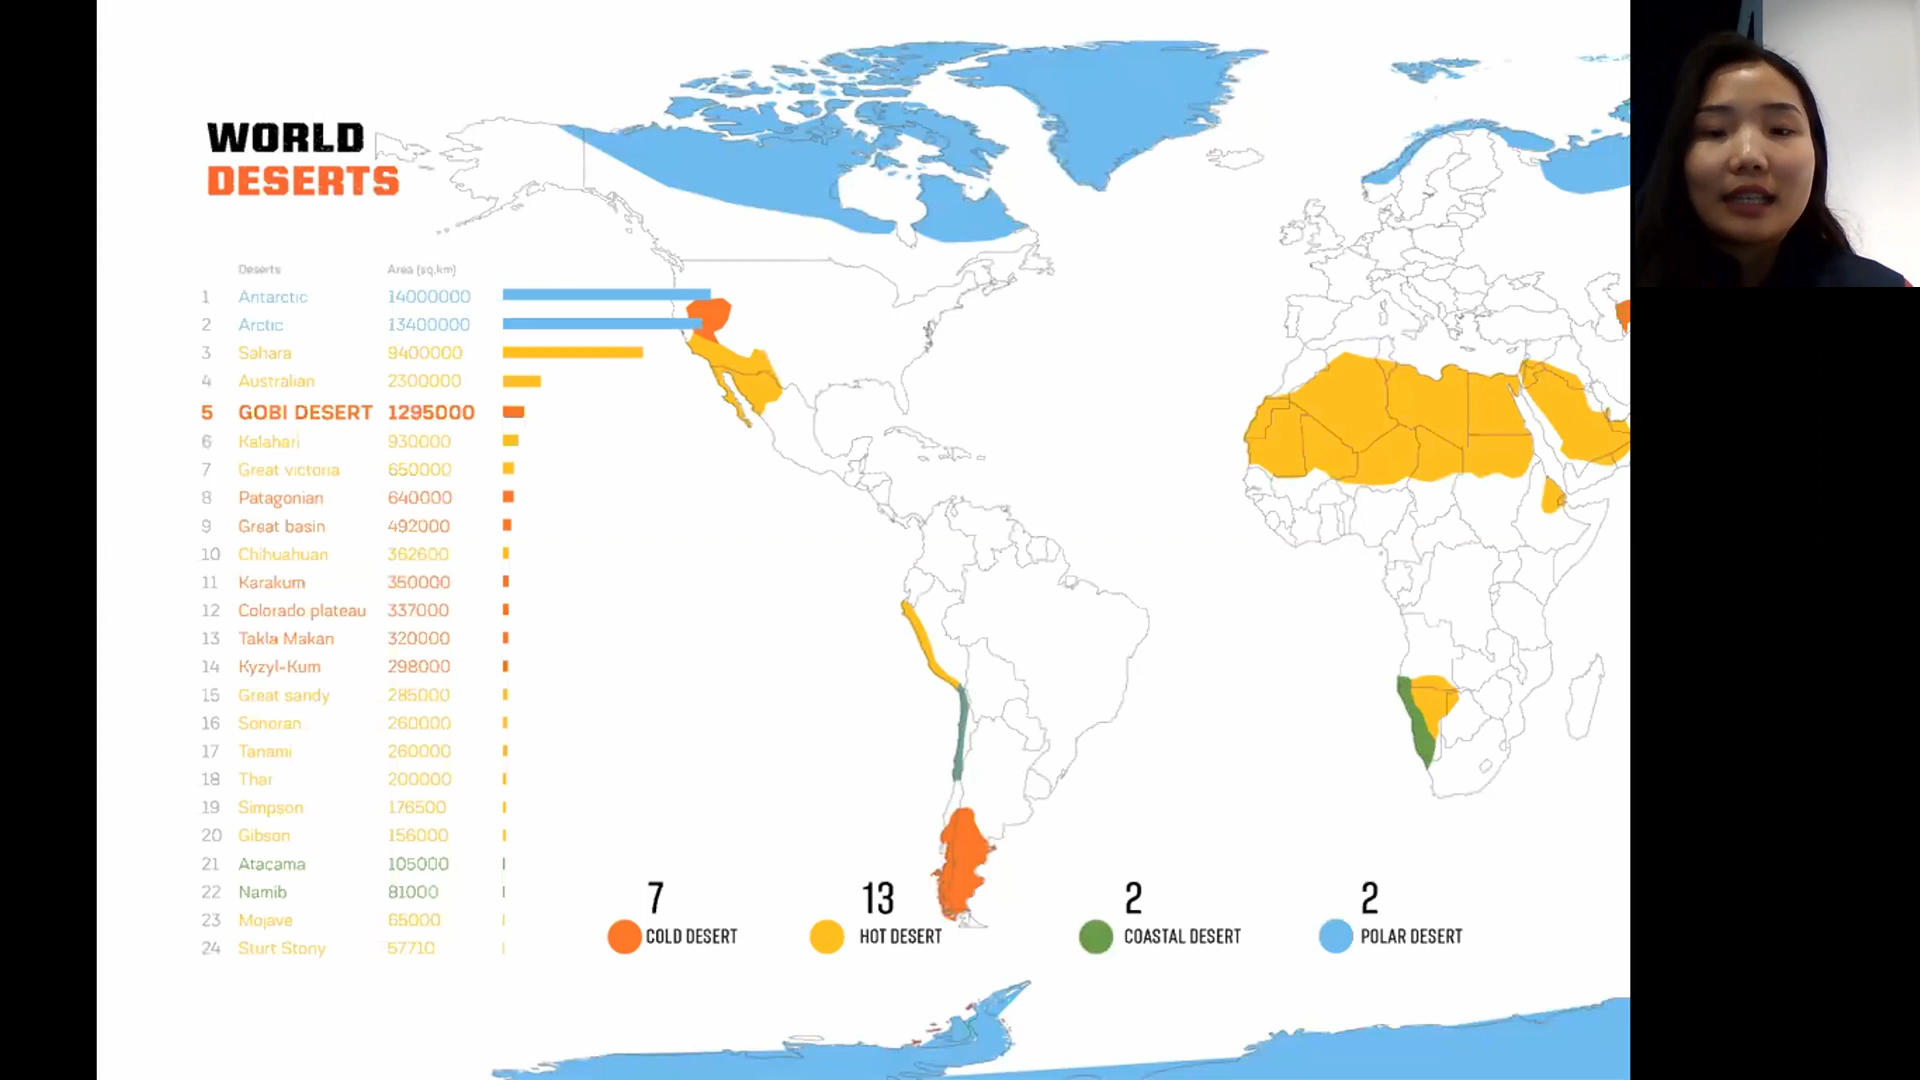 WORLD
DESERTS
Deserts Area (sq.km)
1 Antarctic 14000000
2 Arctic 13400000
3 Sahara 9400000
4 Australian 2300000
5 GOBI DESERT 1295000
6 Kalahari 930000
7 Great victoria 650000
8 Patagonian 640000
9 Great basin 492000
10 Chihuahuan 362600
11 Karakum 350000
12 Colorado plateau 337000
13 Takla Makan 320000
14 Kyzyl-Kum 298000
15 Great sandy 285000
16 Sonoran 260000
17 Tanami 260000
18 Thar 200000
19 Simpson 176500
20 Gibson 156000
21 Atacama 105000
22 Namib 81000
23 Mojave 65000
24 Sturt Stony 57710
7 13 2 2
COLD DESERT HOT DESERT COASTAL DESERT POLAR DESERT